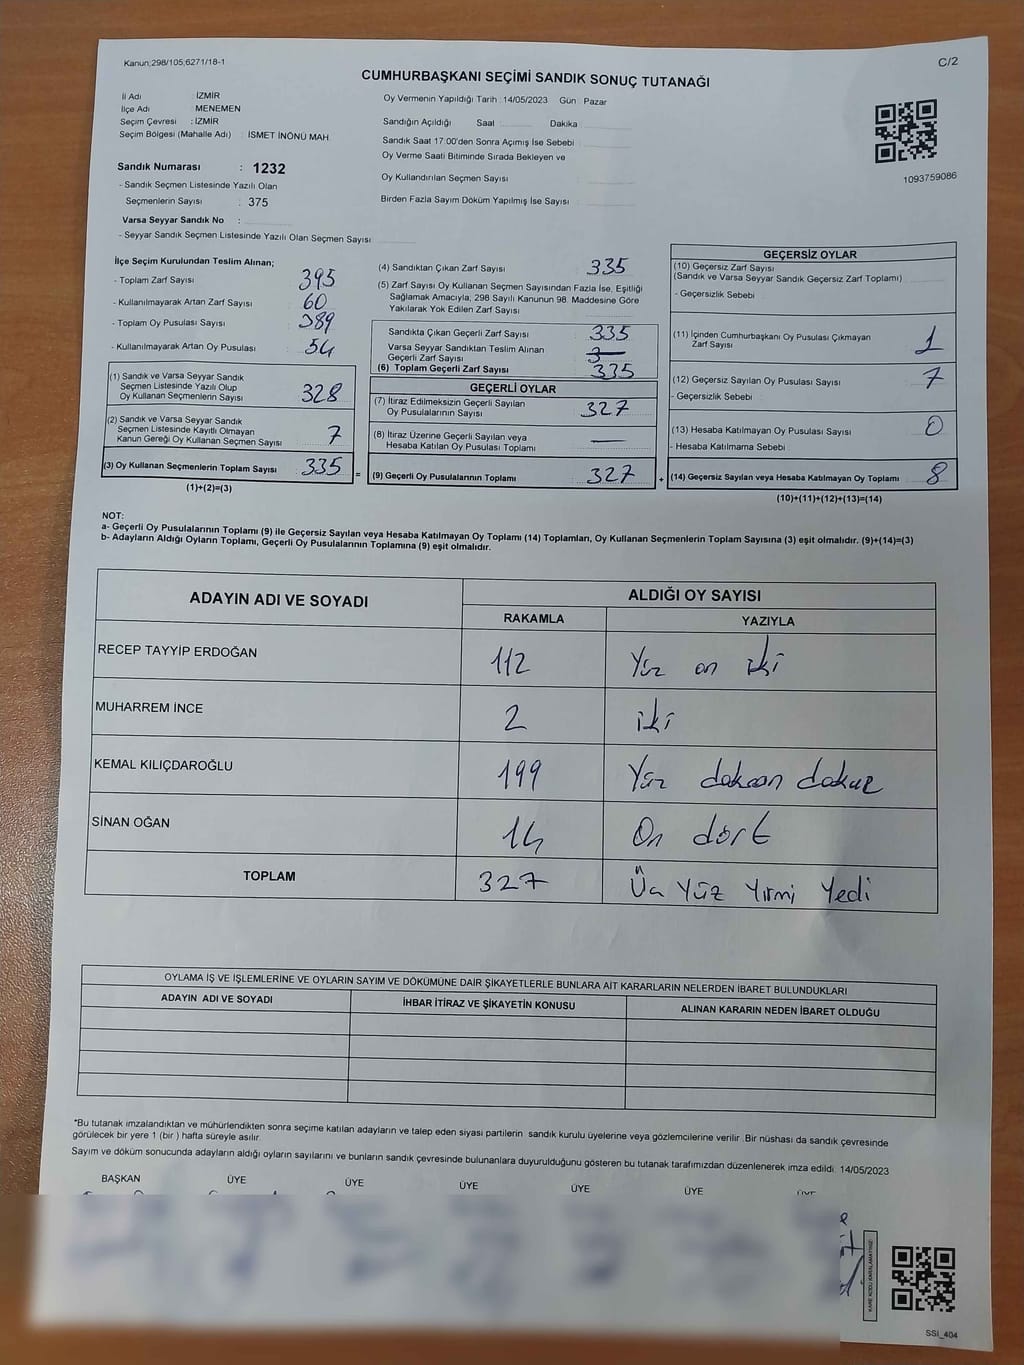 Kanun;298/105;6271/18-1
C/2
CUMHURBAŞKANI SEÇİMİ SANDIK SONUÇ TUTANAĞI
İl Adı : İZMİR
İlçe Adı : MENEMEN
Seçim Çevresi : İZMİR
Seçim Bölgesi (Mahalle Adı) : İSMET İNÖNÜ MAH.
Oy Vermenin Yapıldığı Tarih :14/05/2023 Gün : Pazar
Sandığın Açıldığı Saat ........ Dakika ........
Sandık Saat 17:00'den Sonra Açımış İse Sebebi
Oy Verme Saati Bitiminde Sırada Bekleyen ve
Oy Kullandırılan Seçmen Sayısı
Birden Fazla Sayım Döküm Yapılmış İse Sayısı
1093759086
Sandık Numarası : 1232
- Sandık Seçmen Listesinde Yazılı Olan
Seçmenlerin Sayısı : 375
Varsa Seyyar Sandık No :
- Seyyar Sandık Seçmen Listesinde Yazılı Olan Seçmen Sayısı
İlçe Seçim Kurulundan Teslim Alınan;
- Toplam Zarf Sayısı 395
- Kullanılmayarak Artan Zarf Sayısı 60
- Toplam Oy Pusulası Sayısı 389
- Kullanılmayarak Artan Oy Pusulası 54
(1) Sandık ve Varsa Seyyar Sandık
Seçmen Listesinde Yazılı Olup
Oy Kullanan Seçmenlerin Sayısı 328
(2) Sandık ve Varsa Seyyar Sandık
Seçmen Listesinde Kayıtlı Olmayan
Kanun Gereği Oy Kullanan Seçmen Sayısı 7
(3) Oy Kullanan Seçmenlerin Toplam Sayısı 335
(1)+(2)=(3)
(4) Sandıktan Çıkan Zarf Sayısı 335
(5) Zarf Sayısı Oy Kullanan Seçmen Sayısından Fazla İse, Eşitliği
Sağlamak Amacıyla; 298 Sayılı Kanunun 98. Maddesine Göre
Yakılarak Yok Edilen Zarf Sayısı
Sandıkta Çıkan Geçerli Zarf Sayısı 335
Varsa Seyyar Sandıktan Teslim Alınan
Geçerli Zarf Sayısı
(6) Toplam Geçerli Zarf Sayısı 335
GEÇERLİ OYLAR
(7) İtiraz Edilmeksizin Geçerli Sayılan
Oy Pusulalarının Sayısı 327
(8) İtiraz Üzerine Geçerli Sayılan veya
Hesaba Katılan Oy Pusulası Toplamı —
= (9) Geçerli Oy Pusulalarının Toplamı 327
GEÇERSİZ OYLAR
(10) Geçersiz Zarf Sayısı
(Sandık ve Varsa Seyyar Sandık Geçersiz Zarf Toplamı)
- Geçersizlik Sebebi
(11) İçinden Cumhurbaşkanı Oy Pusulası Çıkmayan
Zarf Sayısı 1
(12) Geçersiz Sayılan Oy Pusulası Sayısı 7
- Geçersizlik Sebebi
(13) Hesaba Katılmayan Oy Pusulası Sayısı 0
- Hesaba Katılmama Sebebi
+ (14) Geçersiz Sayılan veya Hesaba Katılmayan Oy Toplamı 8
(10)+(11)+(12)+(13)=(14)
NOT:
a- Geçerli Oy Pusulalarının Toplamı (9) ile Geçersiz Sayılan veya Hesaba Katılmayan Oy Toplamı (14) Toplamları, Oy Kullanan Seçmenlerin Toplam Sayısına (3) eşit olmalıdır. (9)+(14)=(3)
b- Adayların Aldığı Oyların Toplamı, Geçerli Oy Pusulalarının Toplamına (9) eşit olmalıdır.
ADAYIN ADI VE SOYADI
ALDIĞI OY SAYISI
RAKAMLA YAZIYLA
RECEP TAYYİP ERDOĞAN 112 Yüz on iki
MUHARREM İNCE 2 iki
KEMAL KILIÇDAROĞLU 199 Yüz doksan dokuz
SİNAN OĞAN 14 On dört
TOPLAM 327 Üç Yüz Yirmi Yedi
OYLAMA İŞ VE İŞLEMLERİNE VE OYLARIN SAYIM VE DÖKÜMÜNE DAİR ŞİKAYETLERLE BUNLARA AİT KARARLARIN NELERDEN İBARET BULUNDUKLARI
ADAYIN ADI VE SOYADI İHBAR İTİRAZ VE ŞİKAYETİN KONUSU ALINAN KARARIN NEDEN İBARET OLDUĞU
*Bu tutanak imzalandıktan ve mühürlendikten sonra seçime katılan adayların ve talep eden siyasi partilerin sandık kurulu üyelerine veya gözlemcilerine verilir .Bir nüshası da sandık çevresinde
görülecek bir yere 1 (bir ) hafta süreyle asılır.
Sayım ve döküm sonucunda adayların aldığı oyların sayılarını ve bunların sandık çevresinde bulunanlara duyurulduğunu gösteren bu tutanak tarafımızdan düzenlenerek imza edildi. 14/05/2023
BAŞKAN ÜYE ÜYE ÜYE ÜYE ÜYE ÜYE
KARE KODU KARALAMAYINIZ!
SSİ_404